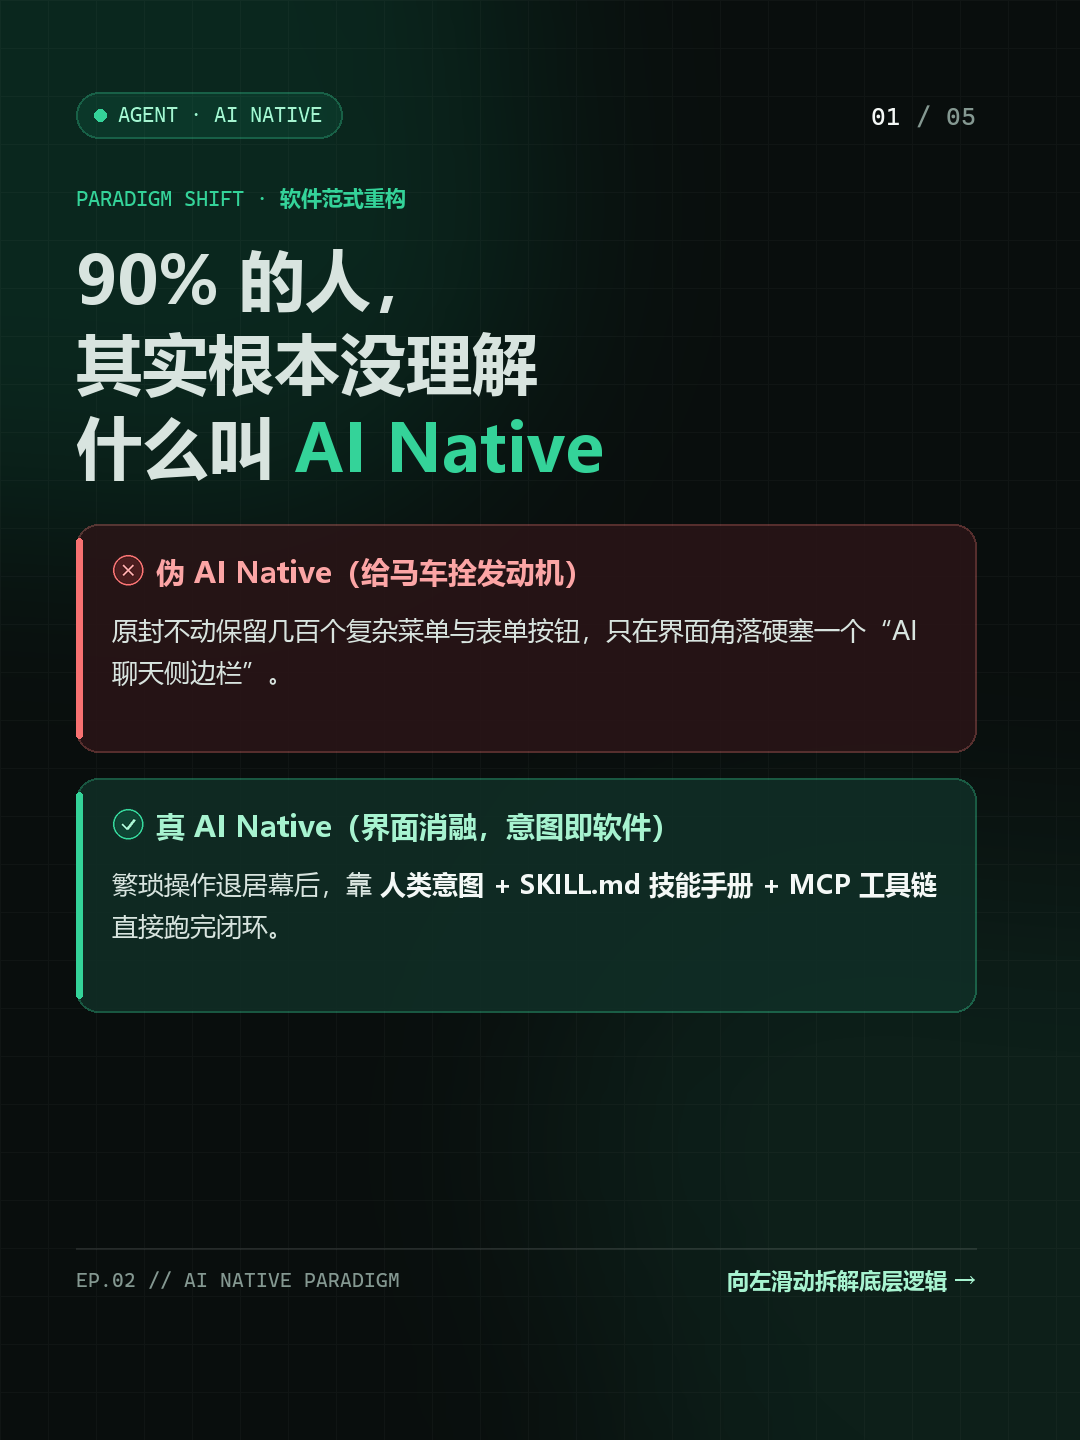 AGENT · AI NATIVE
01 / 05
PARADIGM SHIFT · 软件范式重构
90% 的人，
其实根本没理解
什么叫 AI Native
伪 AI Native（给马车拴发动机）
原封不动保留几百个复杂菜单与表单按钮，只在界面角落硬塞一个“AI
聊天侧边栏”。
真 AI Native（界面消融，意图即软件）
繁琐操作退居幕后，靠 人类意图 + SKILL.md 技能手册 + MCP 工具链
直接跑完闭环。
EP.02 // AI NATIVE PARADIGM
向左滑动拆解底层逻辑 →